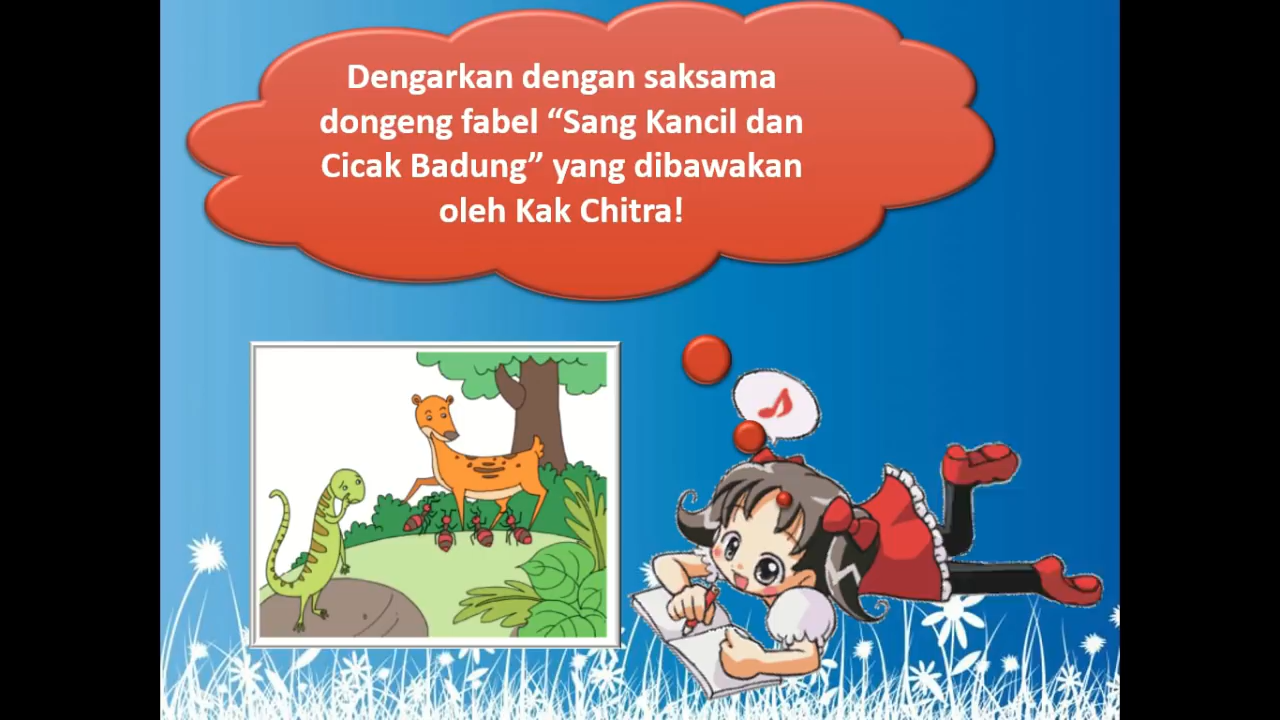 Dengarkan dengan saksama
dongeng fabel “Sang Kancil dan
Cicak Badung” yang dibawakan
oleh Kak Chitra!